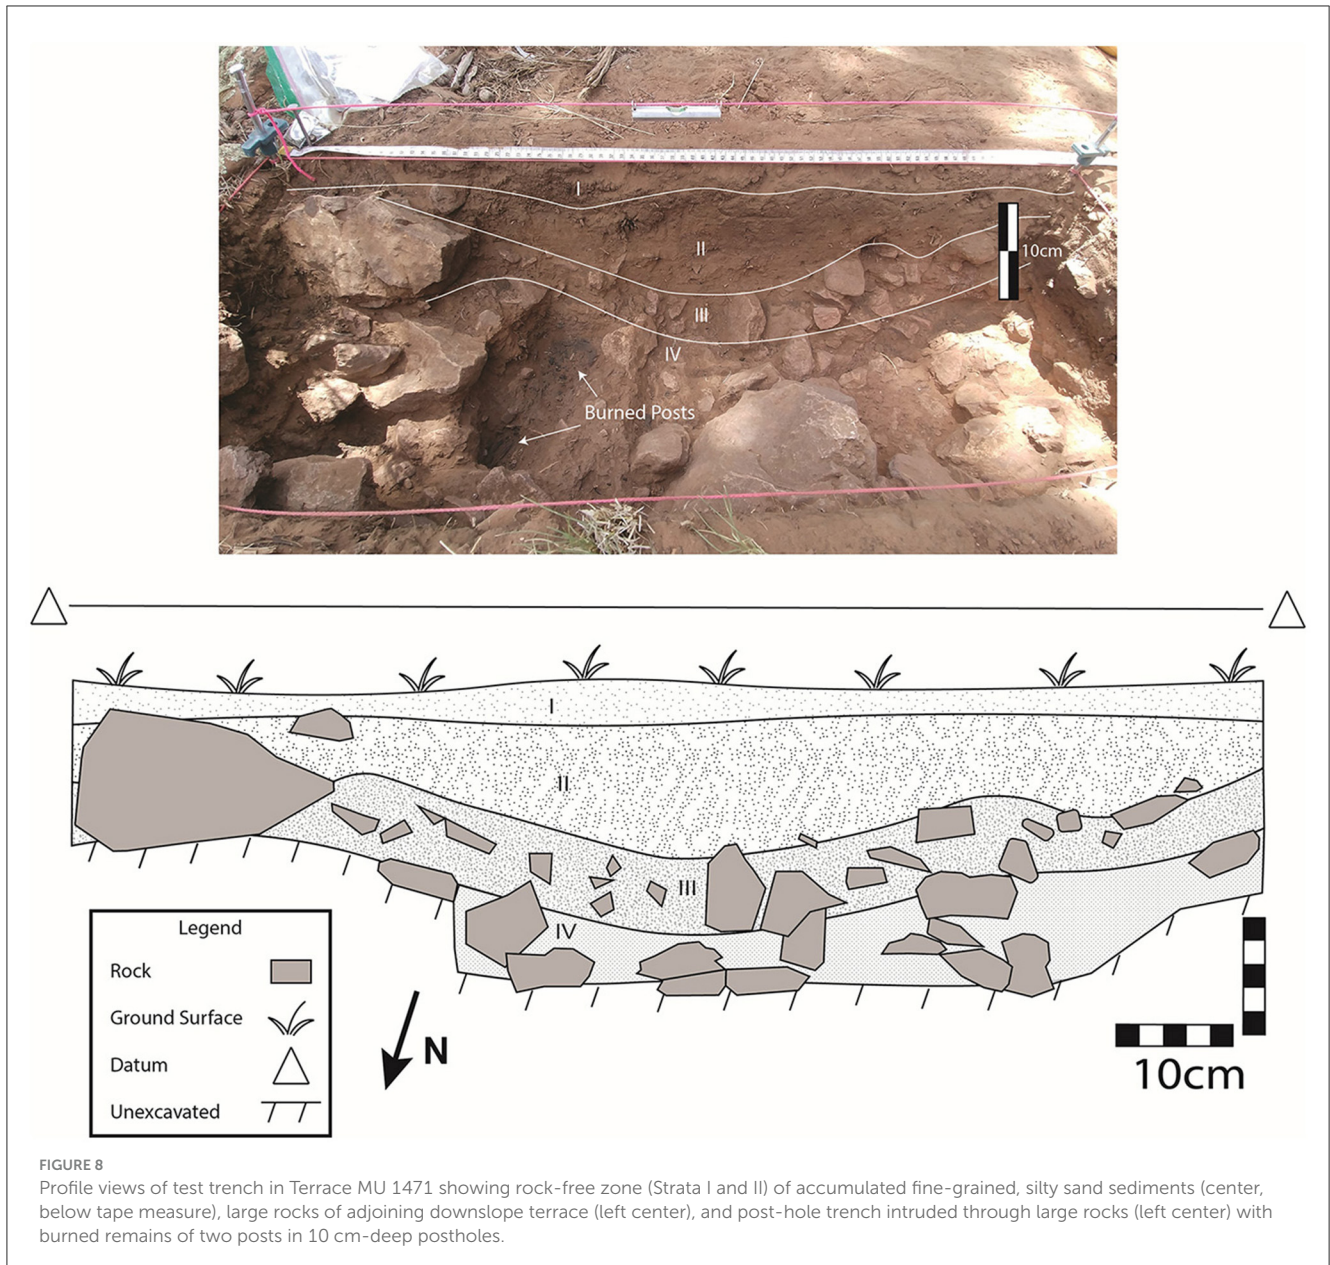 I
II
10cm
III
IV
Burned Posts
I
II
III
IV
Legend
Rock
Ground Surface
Datum
Unexcavated
N
10cm
FIGURE 8
Profile views of test trench in Terrace MU 1471 showing rock-free zone (Strata I and II) of accumulated fine-grained, silty sand sediments (center,
below tape measure), large rocks of adjoining downslope terrace (left center), and post-hole trench intruded through large rocks (left center) with
burned remains of two posts in 10 cm-deep postholes.